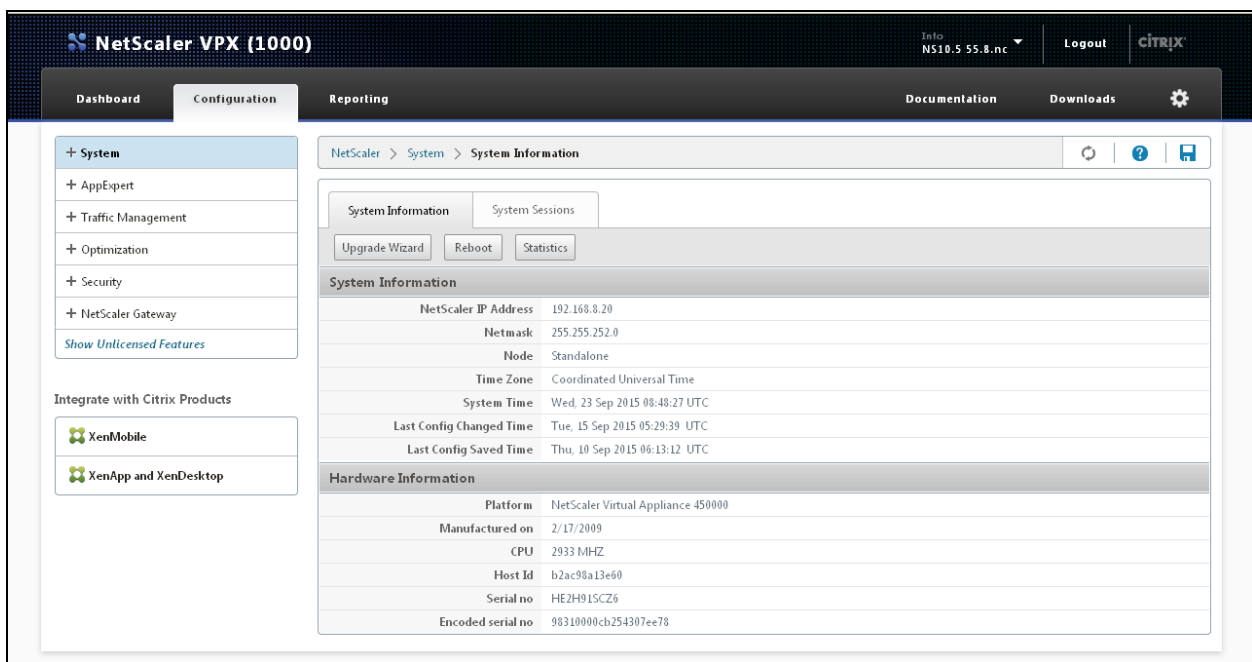 NetScaler VPX (1000)
Info
NS10.5 55.8.nc
Logout
CİTRIX
Dashboard
Configuration
Reporting
Documentation
Downloads
+ System
+ AppExpert
+ Traffic Management
+ Optimization
+ Security
+ NetScaler Gateway
Show Unlicensed Features
Integrate with Citrix Products
XenMobile
XenApp and XenDesktop
NetScaler > System > System Information
?
System Information
System Sessions
Upgrade Wizard
Reboot
Statistics
System Information
NetScaler IP Address 192.168.8.20
Netmask 255.255.252.0
Node Standalone
Time Zone Coordinated Universal Time
System Time Wed, 23 Sep 2015 08:48:27 UTC
Last Config Changed Time Tue, 15 Sep 2015 05:29:39 UTC
Last Config Saved Time Thu, 10 Sep 2015 06:13:12 UTC
Hardware Information
Platform NetScaler Virtual Appliance 450000
Manufactured on 2/17/2009
CPU 2933 MHZ
Host Id b2ac98a13e60
Serial no HE2H91SCZ6
Encoded serial no 98310000cb254307ee78